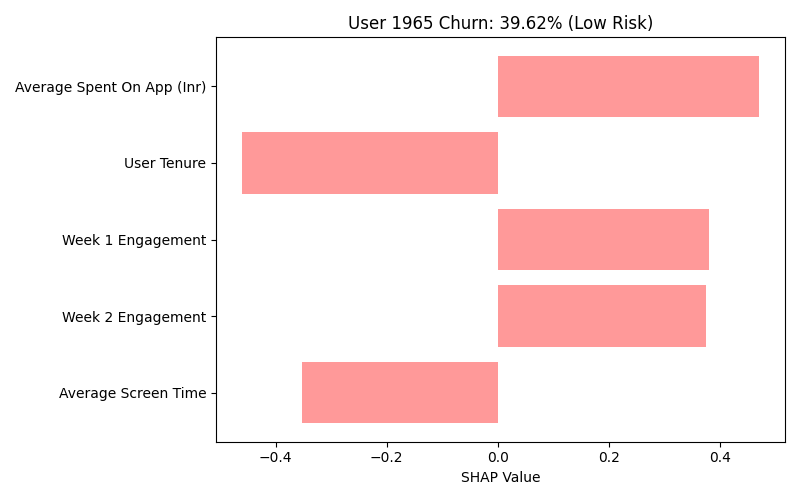 User 1965 Churn: 39.62% (Low Risk)
Average Spent On App (Inr)
User Tenure
Week 1 Engagement
Week 2 Engagement
Average Screen Time
−0.4 −0.2 0.0 0.2 0.4
SHAP Value